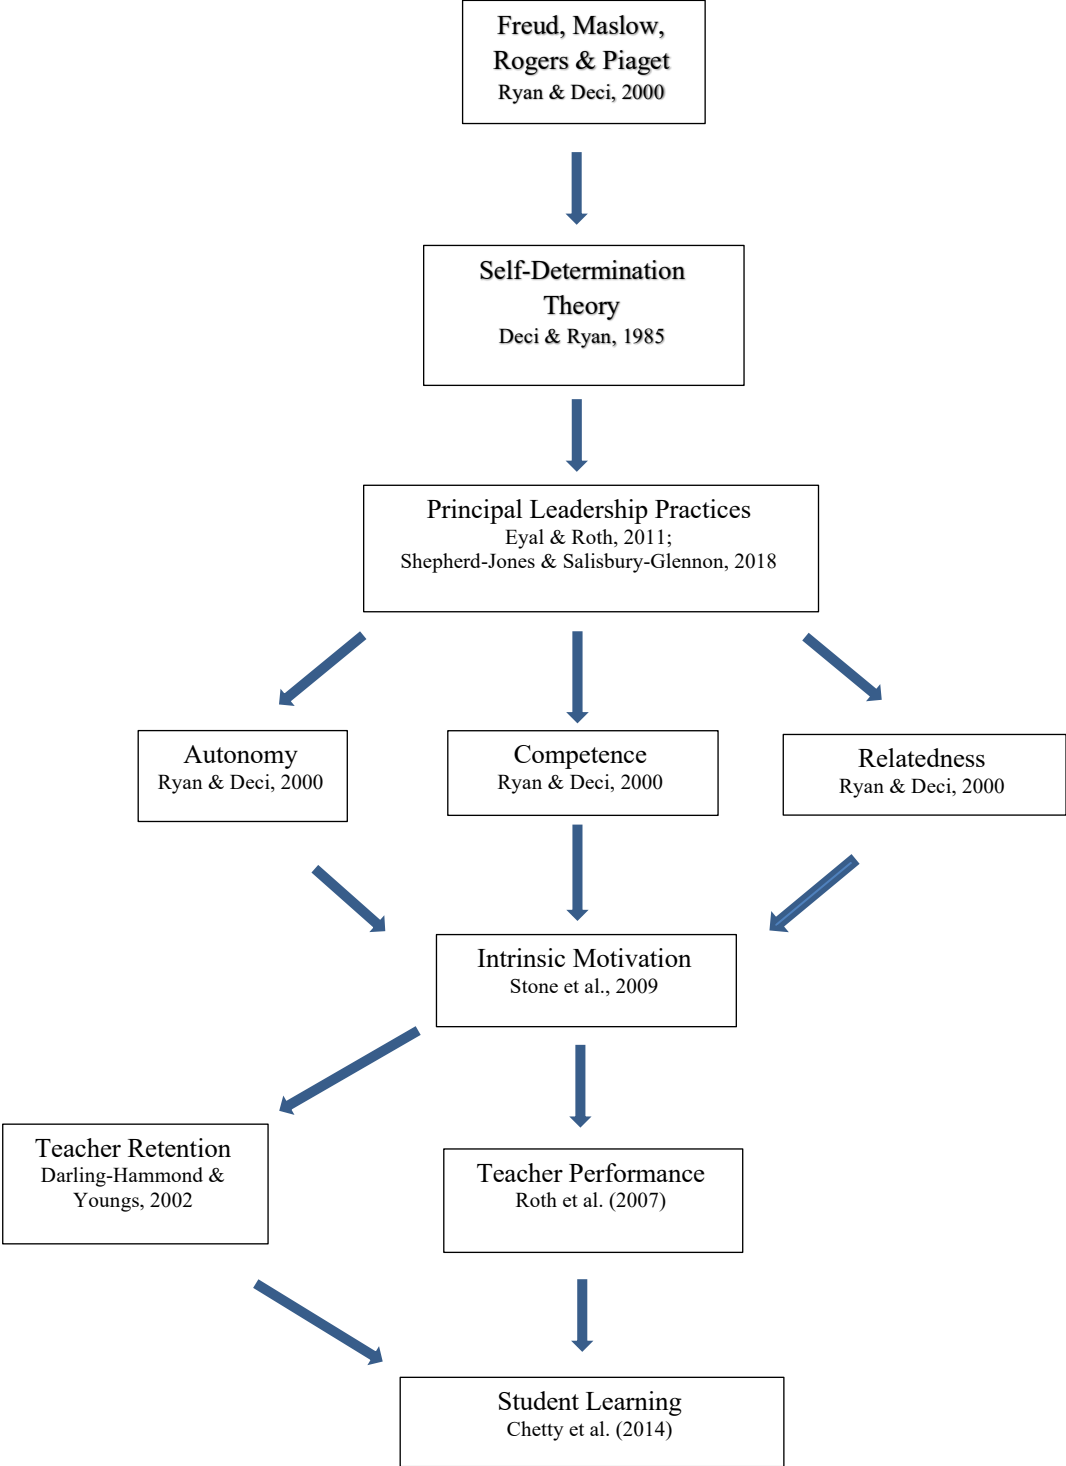 Freud, Maslow,
Rogers & Piaget
Ryan & Deci, 2000
Self-Determination
Theory
Deci & Ryan, 1985
Principal Leadership Practices
Eyal & Roth, 2011;
Shepherd-Jones & Salisbury-Glennon, 2018
Autonomy
Ryan & Deci, 2000
Competence
Ryan & Deci, 2000
Relatedness
Ryan & Deci, 2000
Intrinsic Motivation
Stone et al., 2009
Teacher Retention
Darling-Hammond &
Youngs, 2002
Teacher Performance
Roth et al. (2007)
Student Learning
Chetty et al. (2014)